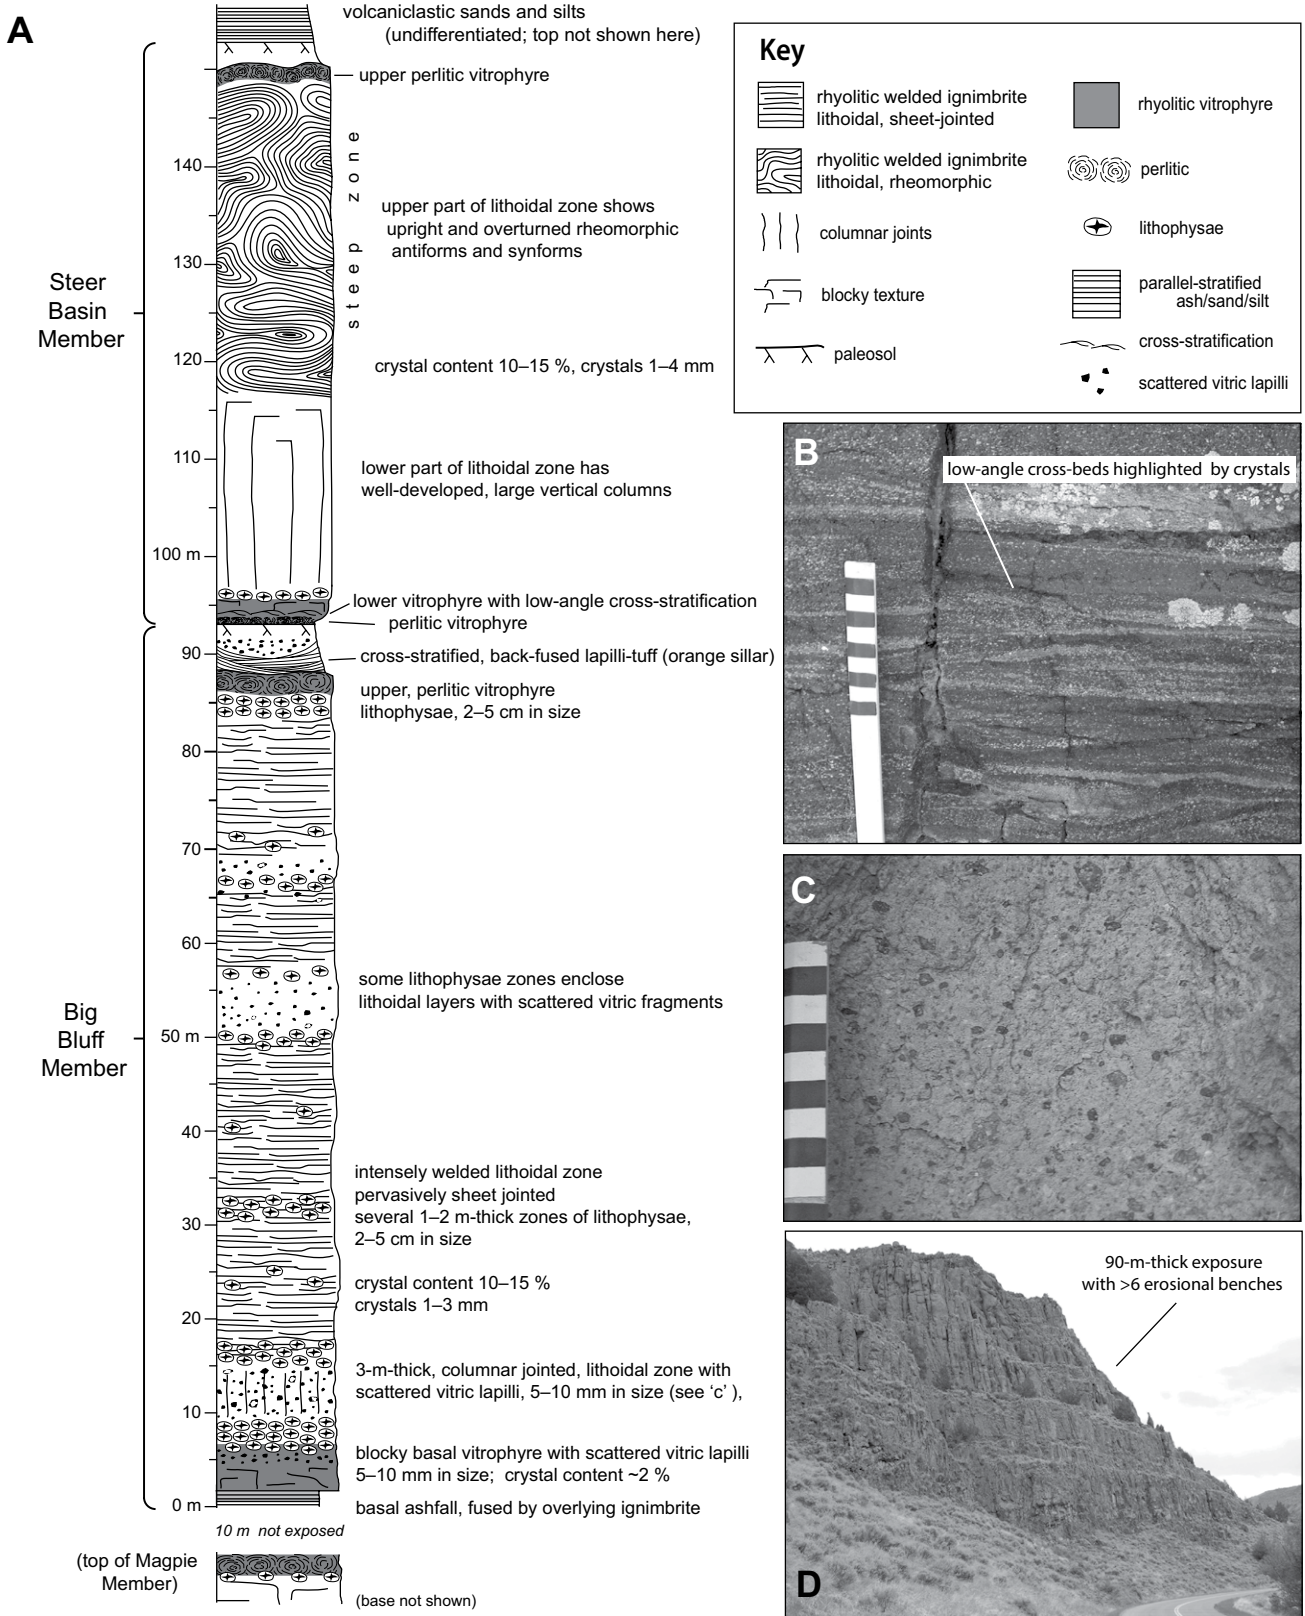 A
volcaniclastic sands and silts
(undifferentiated; top not shown here)
upper perlitic vitrophyre
steep zone
140
upper part of lithoidal zone shows
upright and overturned rheomorphic
antiforms and synforms
130
Steer
Basin
Member
120
crystal content 10–15 %, crystals 1–4 mm
110
lower part of lithoidal zone has
well-developed, large vertical columns
100 m
lower vitrophyre with low-angle cross-stratification
perlitic vitrophyre
90
cross-stratified, back-fused lapilli-tuff (orange sillar)
upper, perlitic vitrophyre
lithophysae, 2–5 cm in size
80
70
60
some lithophysae zones enclose
lithoidal layers with scattered vitric fragments
Big
Bluff
Member
50 m
40
intensely welded lithoidal zone
pervasively sheet jointed
several 1–2 m-thick zones of lithophysae,
2–5 cm in size
30
crystal content 10–15 %
crystals 1–3 mm
20
3-m-thick, columnar jointed, lithoidal zone with
scattered vitric lapilli, 5–10 mm in size (see ‘c’ ),
10
blocky basal vitrophyre with scattered vitric lapilli
5–10 mm in size; crystal content ~2 %
0 m
basal ashfall, fused by overlying ignimbrite
10 m not exposed
(top of Magpie
Member)
(base not shown)
Key
rhyolitic welded ignimbrite
lithoidal, sheet-jointed
rhyolitic welded ignimbrite
lithoidal, rheomorphic
columnar joints
blocky texture
paleosol
rhyolitic vitrophyre
perlitic
lithophysae
parallel-stratified
ash/sand/silt
cross-stratification
scattered vitric lapilli
B
low-angle cross-beds highlighted by crystals
C
90-m-thick exposure
with >6 erosional benches
D